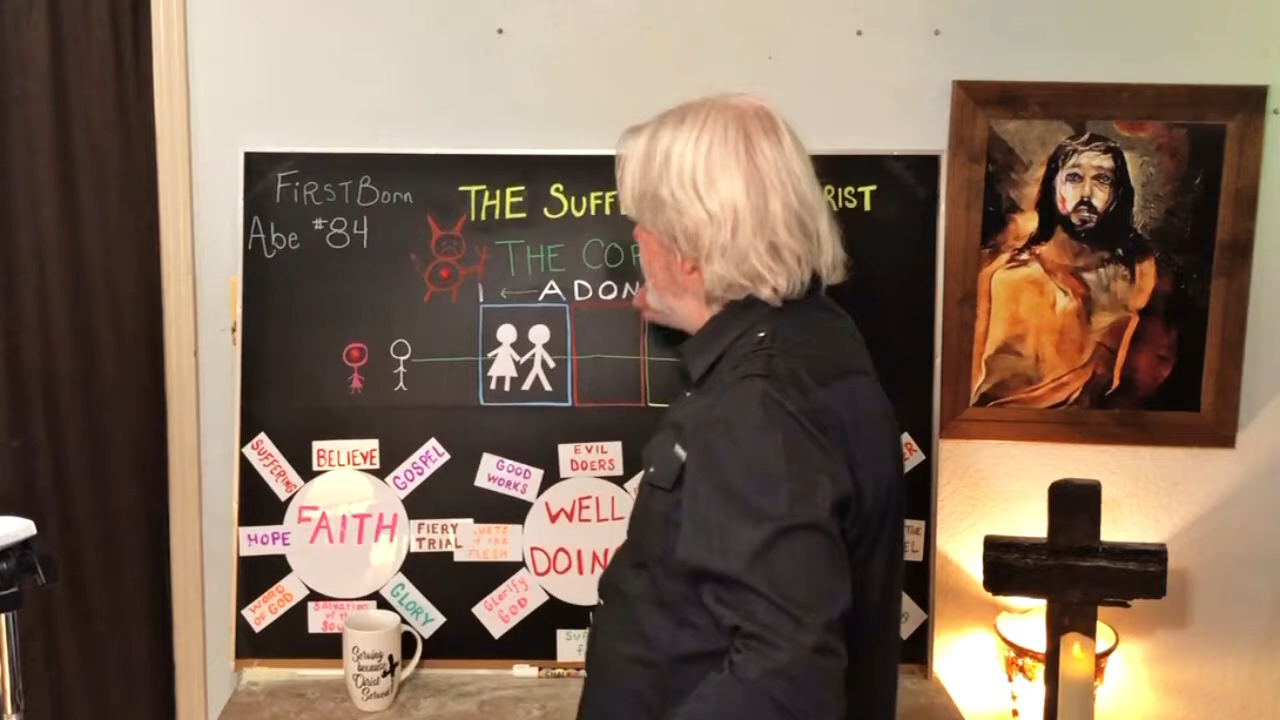 FIRSTBORN
Abe #84
THE SUFF
RIST
THE COR
1 ← ADON
SUFFERING
BELIEVE
GOSPEL
FAITH
HOPE
FIERY
TRIAL
WORD
OF GOD
Salvation
of the
GLORY
GOOD
WORKS
EVIL
DOERS
WELL
DOIN
LUSTS
of the
FLESH
Glorify
GOD
Serving
because
Christ
Served